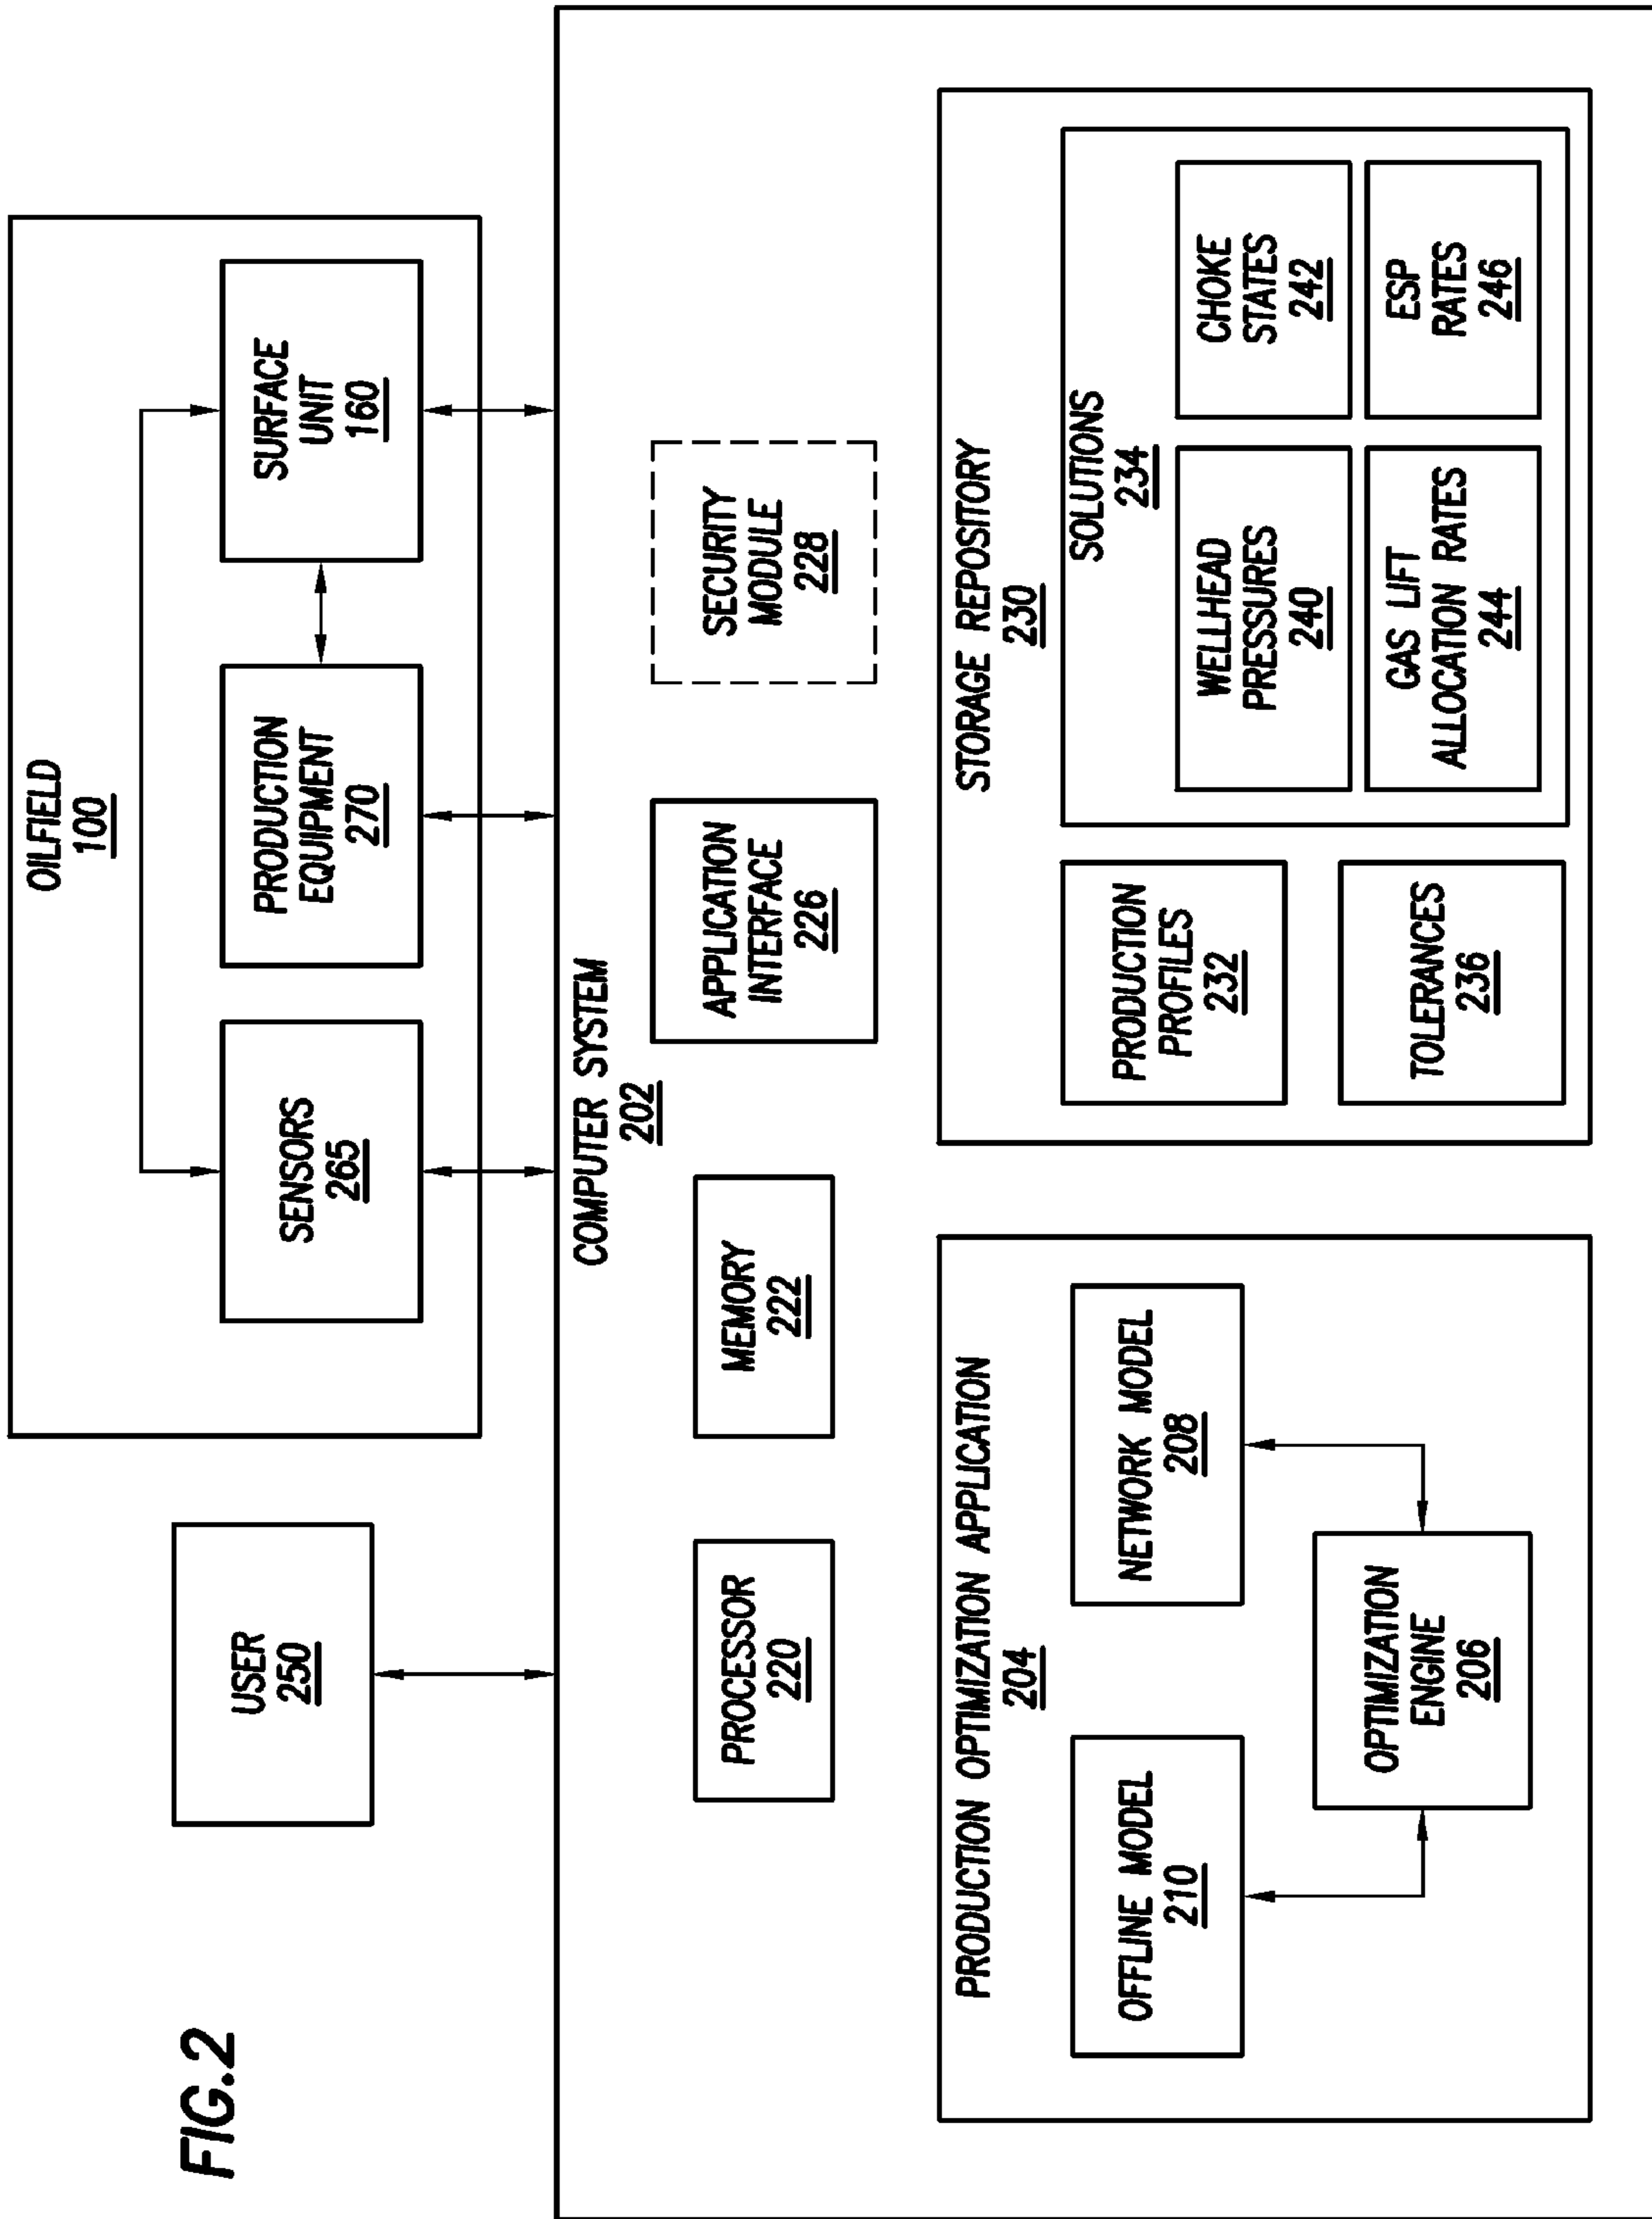 FIG.2
USER
250
OILFIELD
100
SENSORS
265
PRODUCTION
EQUIPMENT
270
SURFACE
UNIT
160
COMPUTER SYSTEM
202
PROCESSOR
220
MEMORY
222
APPLICATION
INTERFACE
226
SECURITY
MODULE
228
PRODUCTION OPTIMIZATION APPLICATION
204
OFFLINE MODEL
210
NETWORK MODEL
208
OPTIMIZATION
ENGINE
206
STORAGE REPOSITORY
230
PRODUCTION
PROFILES
232
TOLERANCES
236
SOLUTIONS
234
WELLHEAD
PRESSURES
240
CHOKE
STATES
242
GAS LIFT
ALLOCATION RATES
244
ESP
RATES
246